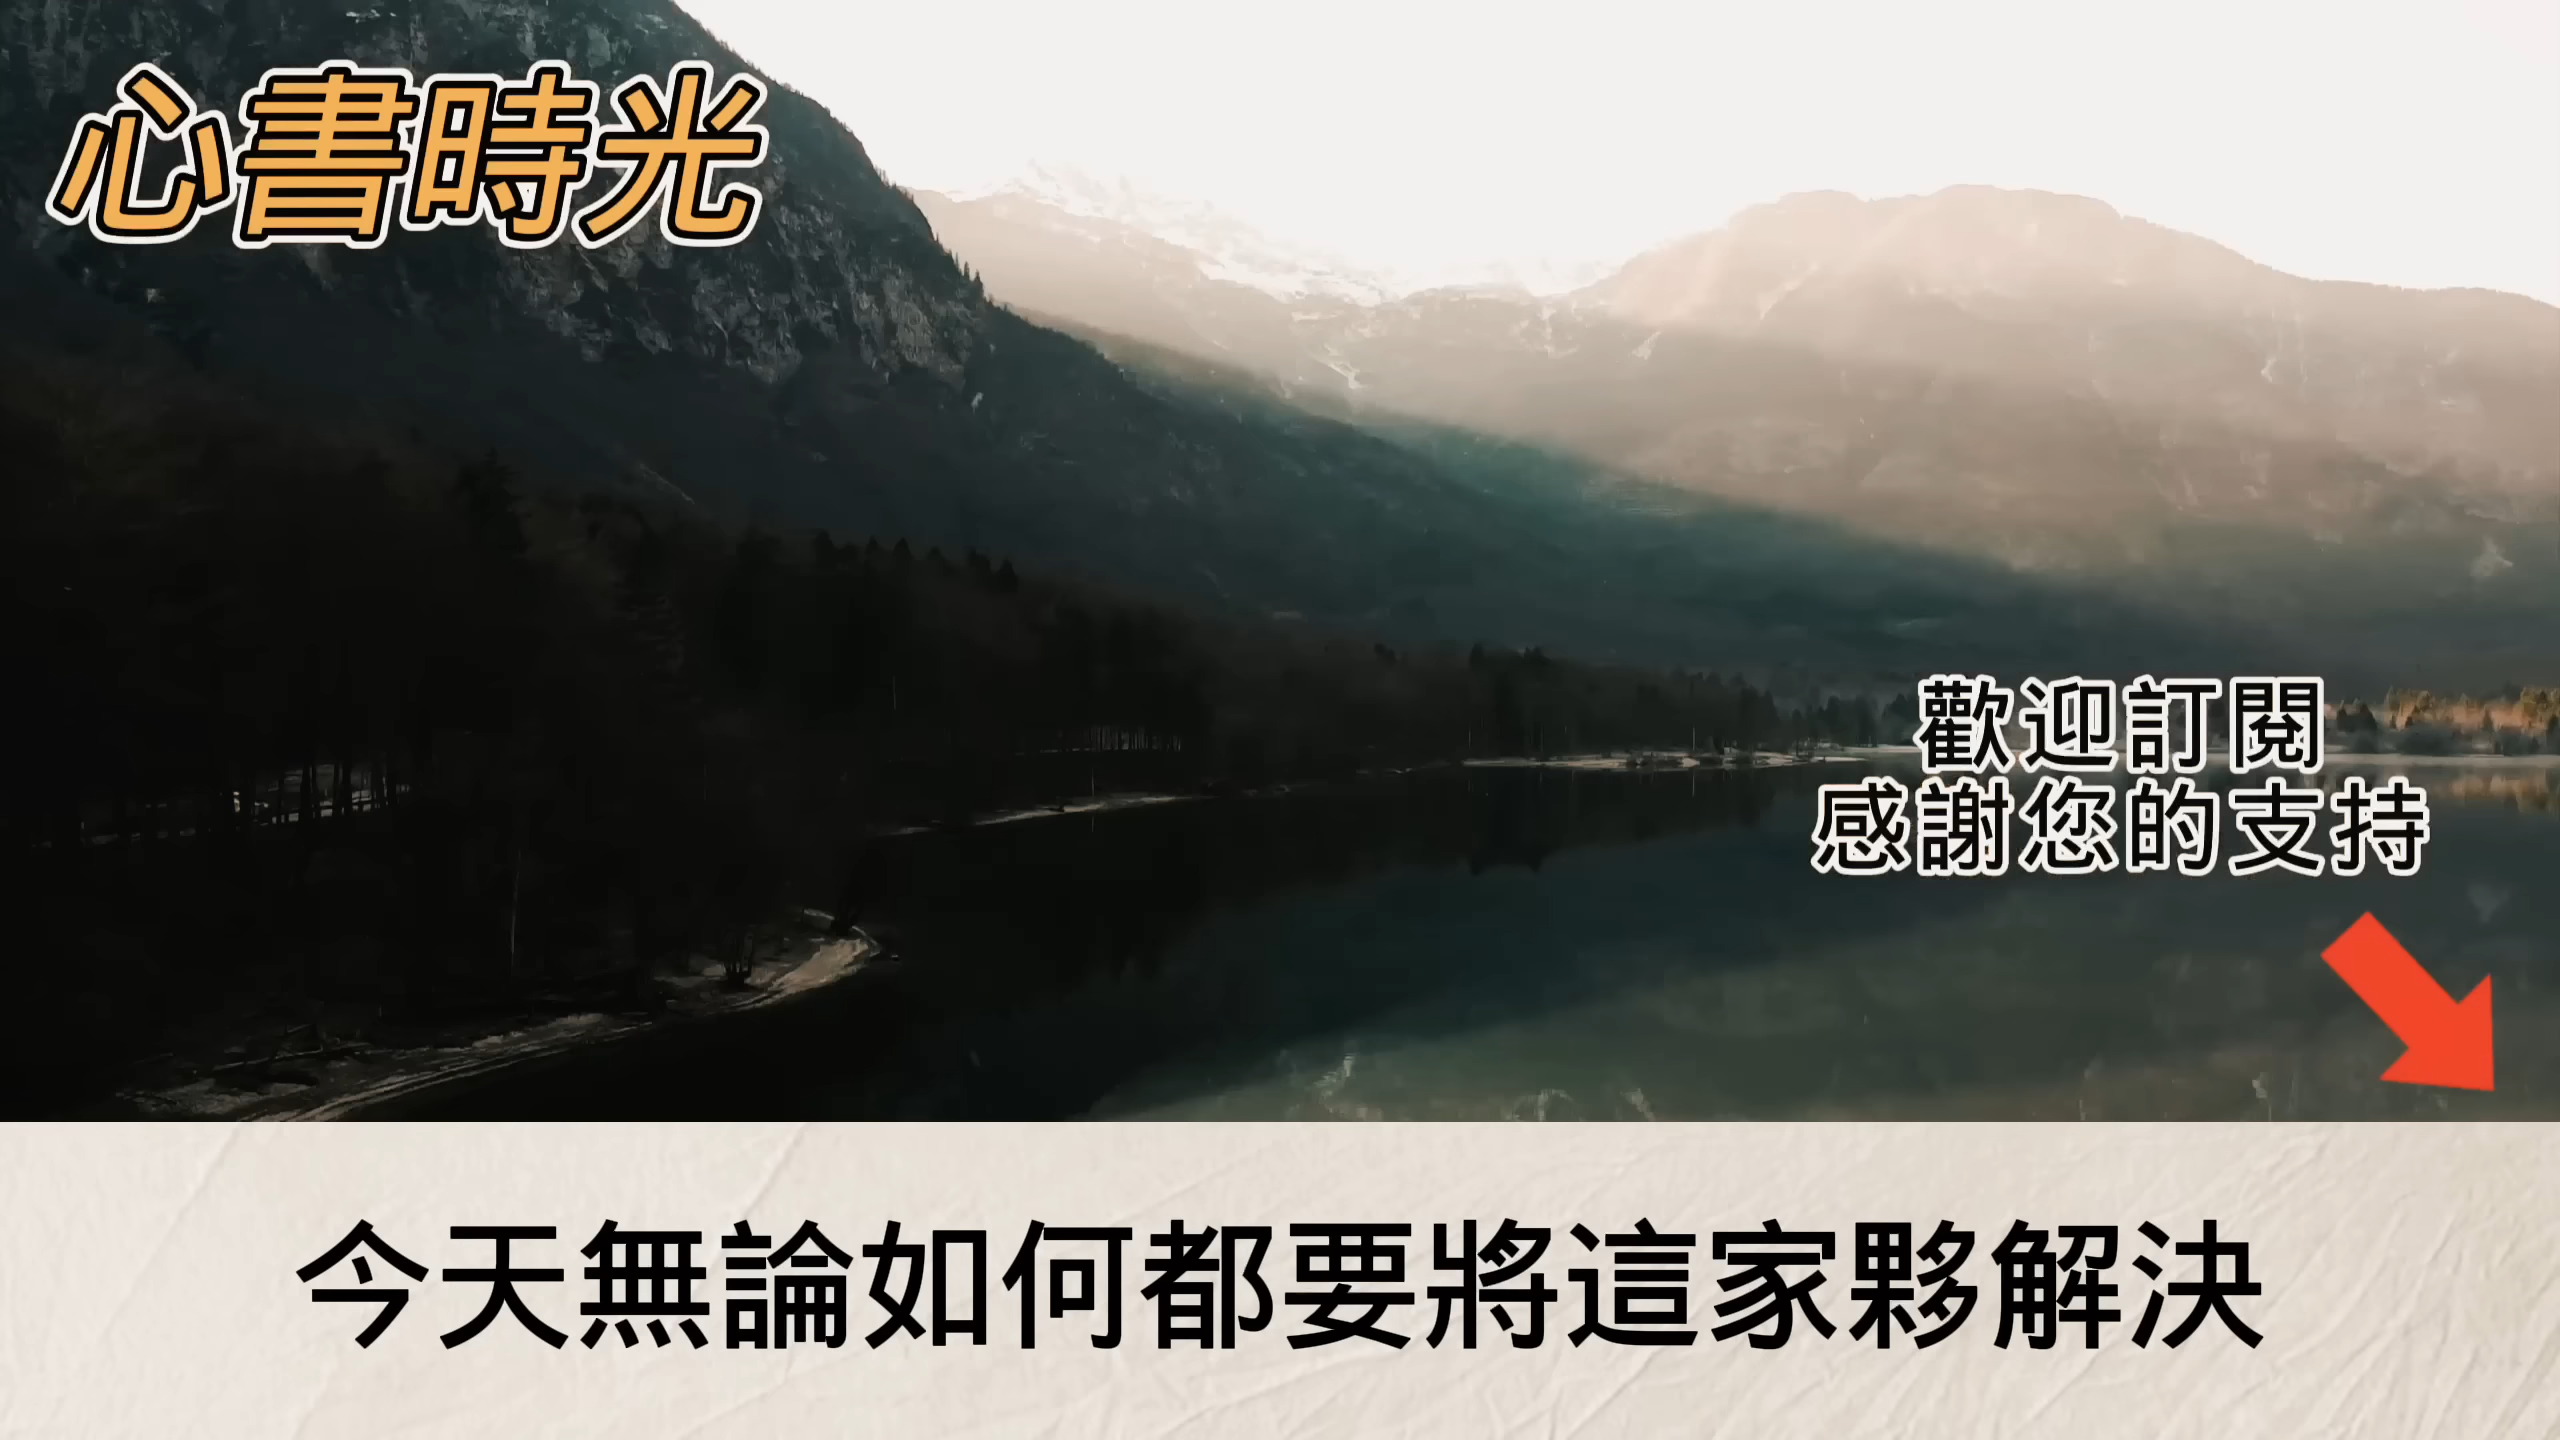 心書時光
歡迎訂閱
感謝您的支持
今天無論如何都要將這家夥解決